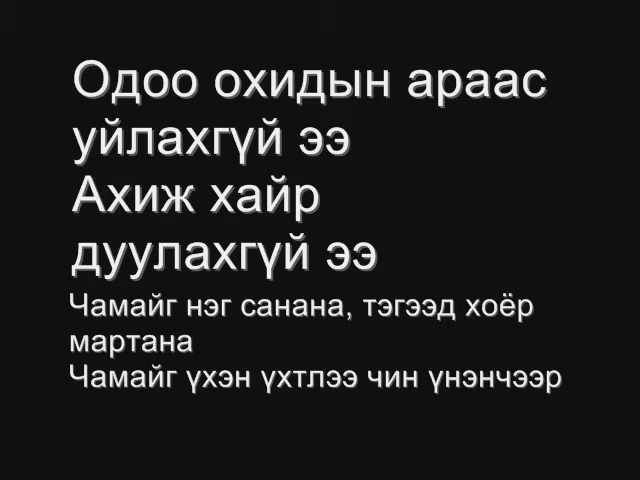 Одоо охидын араас
уйлахгүй ээ
Ахиж хайр
дуулахгүй ээ
Чамайг нэг санана, тэгээд хоёр
мартана
Чамайг үхэн үхтлээ чин үнэнчээр